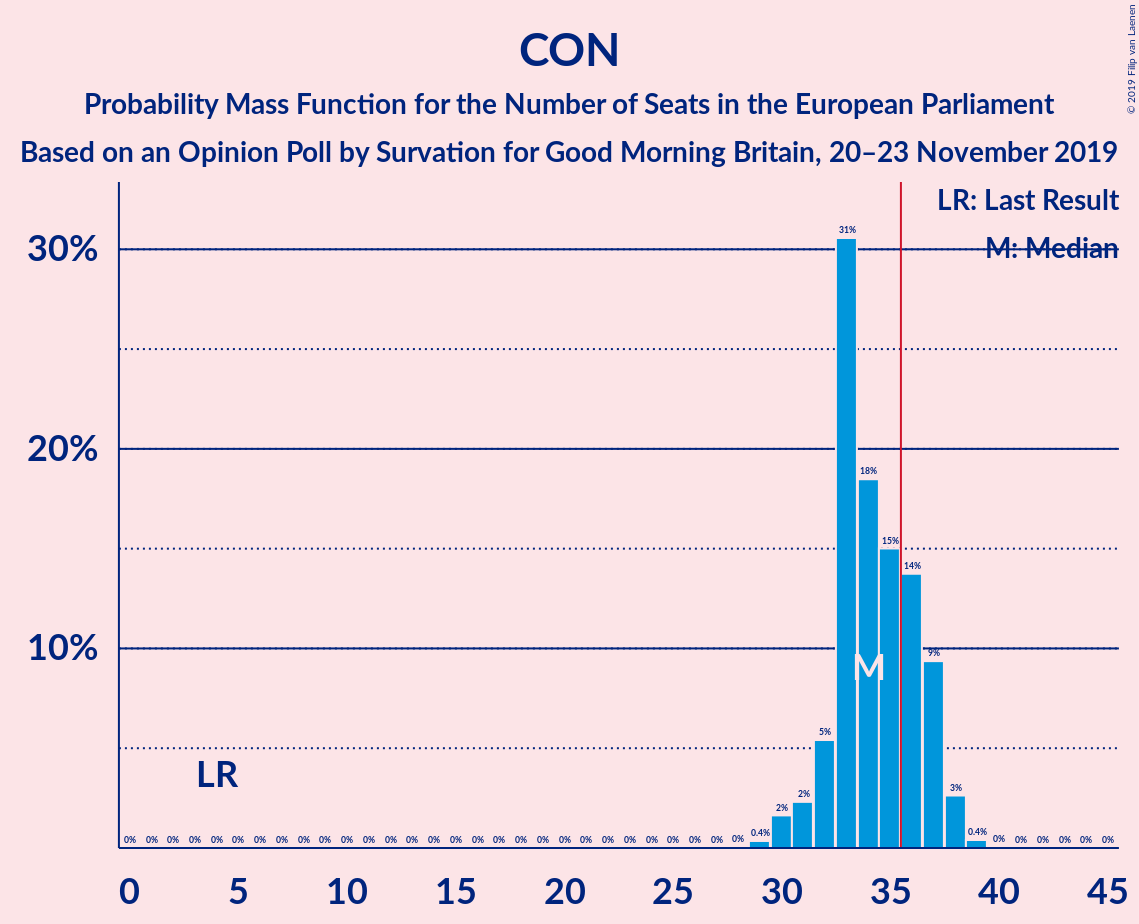 CON
Probability Mass Function for the Number of Seats in the European Parliament
Based on an Opinion Poll by Survation for Good Morning Britain, 20–23 November 2019
© 2019 Filip van Laenen
LR: Last Result
M: Median
30%
20%
10%
31%
18%
15%
14%
9%
5%
3%
2%
2%
0.4%
0.4%
M
LR
0% 0% 0% 0% 0% 0% 0% 0% 0% 0% 0% 0% 0% 0% 0% 0% 0% 0% 0% 0% 0% 0% 0% 0% 0% 0% 0% 0% 0% 0% 0% 0% 0% 0% 0%
0 5 10 15 20 25 30 35 40 45